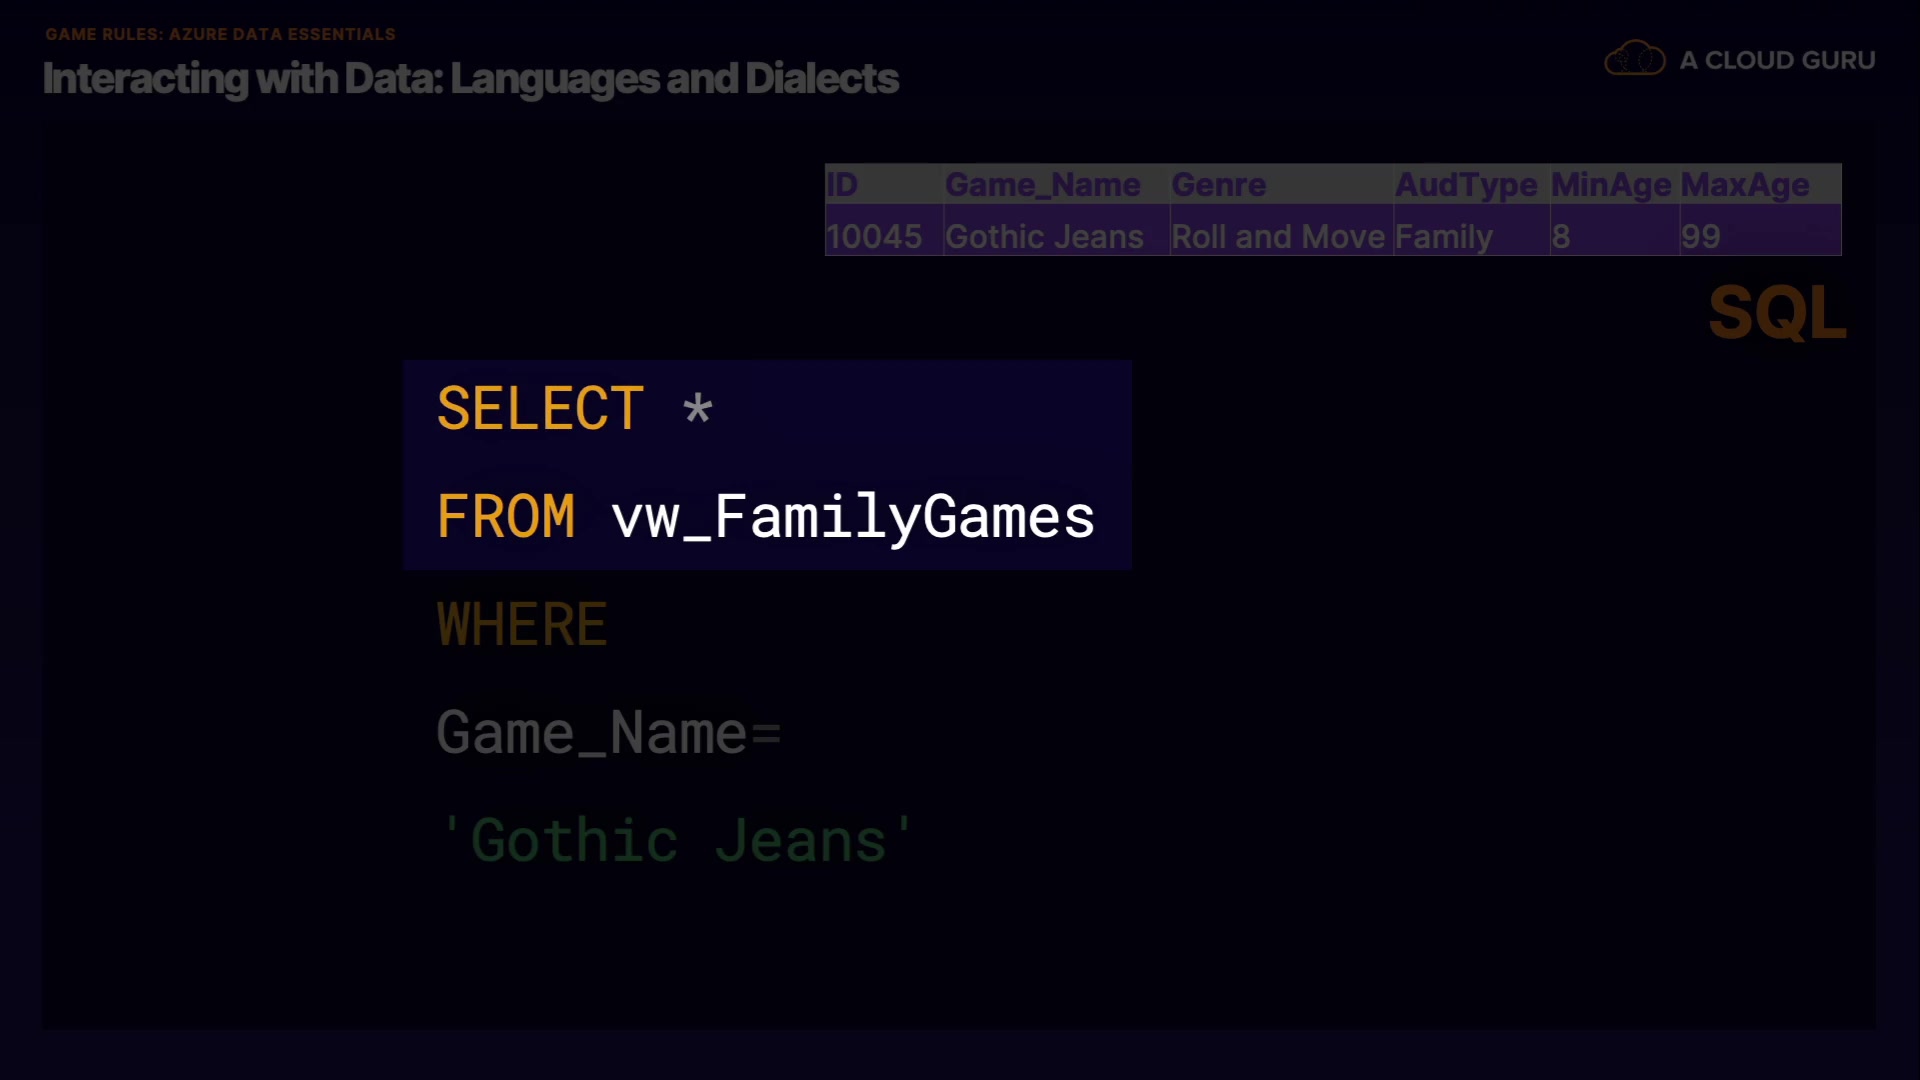 GAME RULES: AZURE DATA ESSENTIALS
Interacting with Data: Languages and Dialects
A CLOUD GURU
ID Game_Name Genre AudType MinAge MaxAge
10045 Gothic Jeans Roll and Move Family 8 99
SQL
SELECT *
FROM vw_FamilyGames
WHERE
Game_Name=
'Gothic Jeans'